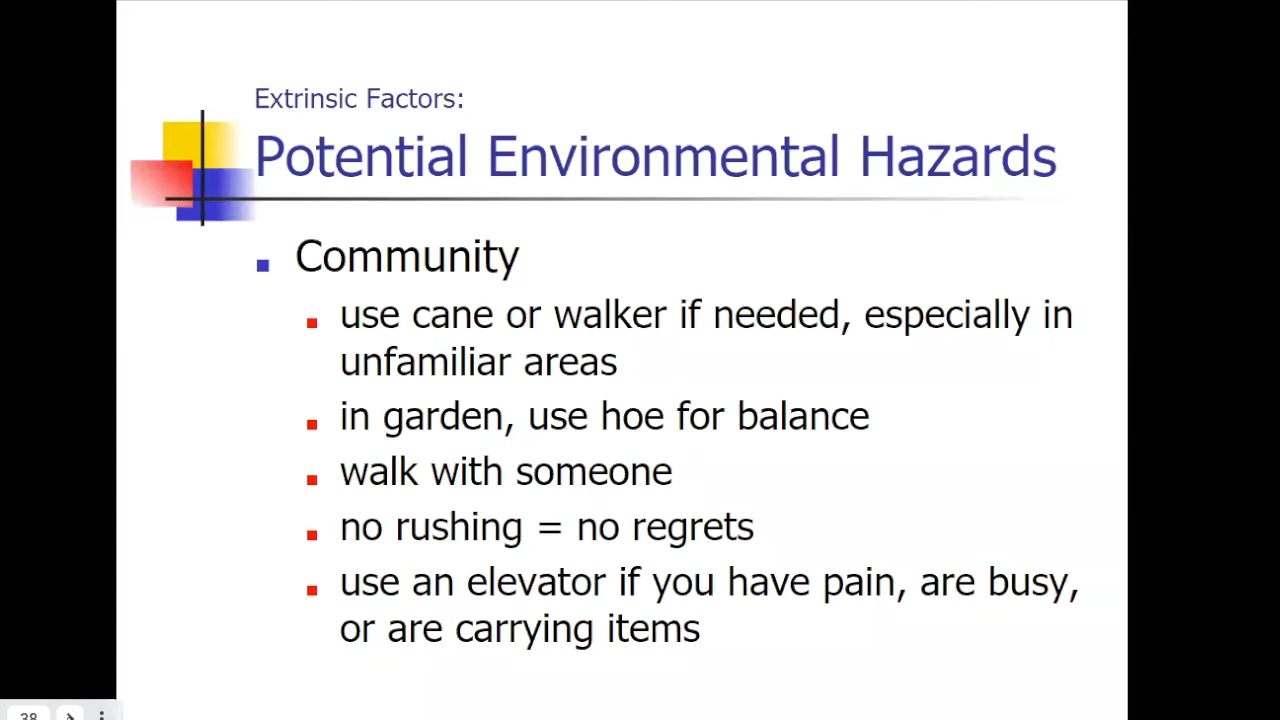 Extrinsic Factors:
Potential Environmental Hazards
Community
use cane or walker if needed, especially in
unfamiliar areas
in garden, use hoe for balance
walk with someone
no rushing = no regrets
use an elevator if you have pain, are busy,
or are carrying items
38